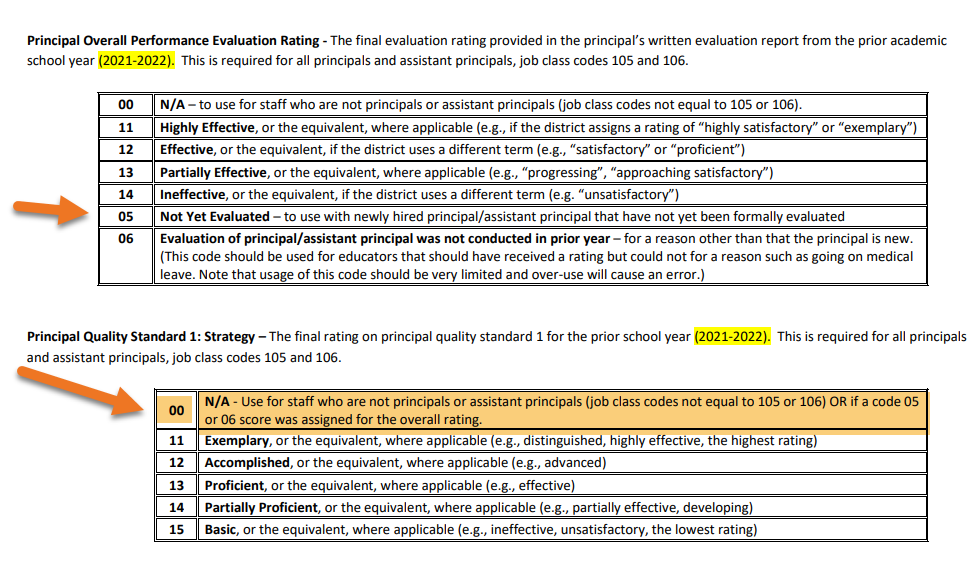 Principal Overall Performance Evaluation Rating - The final evaluation rating provided in the principal’s written evaluation report from the prior academic
school year (2021-2022). This is required for all principals and assistant principals, job class codes 105 and 106.
00 N/A – to use for staff who are not principals or assistant principals (job class codes not equal to 105 or 106).
11 Highly Effective, or the equivalent, where applicable (e.g., if the district assigns a rating of “highly satisfactory” or “exemplary”)
12 Effective, or the equivalent, if the district uses a different term (e.g., “satisfactory” or “proficient”)
13 Partially Effective, or the equivalent, where applicable (e.g., “progressing”, “approaching satisfactory”)
14 Ineffective, or the equivalent, if the district uses a different term (e.g. “unsatisfactory”)
05 Not Yet Evaluated – to use with newly hired principal/assistant principal that have not yet been formally evaluated
06 Evaluation of principal/assistant principal was not conducted in prior year – for a reason other than that the principal is new.
(This code should be used for educators that should have received a rating but could not for a reason such as going on medical
leave. Note that usage of this code should be very limited and over-use will cause an error.)
Principal Quality Standard 1: Strategy – The final rating on principal quality standard 1 for the prior school year (2021-2022). This is required for all principals
and assistant principals, job class codes 105 and 106.
00 N/A - Use for staff who are not principals or assistant principals (job class codes not equal to 105 or 106) OR if a code 05
or 06 score was assigned for the overall rating.
11 Exemplary, or the equivalent, where applicable (e.g., distinguished, highly effective, the highest rating)
12 Accomplished, or the equivalent, where applicable (e.g., advanced)
13 Proficient, or the equivalent, where applicable (e.g., effective)
14 Partially Proficient, or the equivalent, where applicable (e.g., partially effective, developing)
15 Basic, or the equivalent, where applicable (e.g., ineffective, unsatisfactory, the lowest rating)